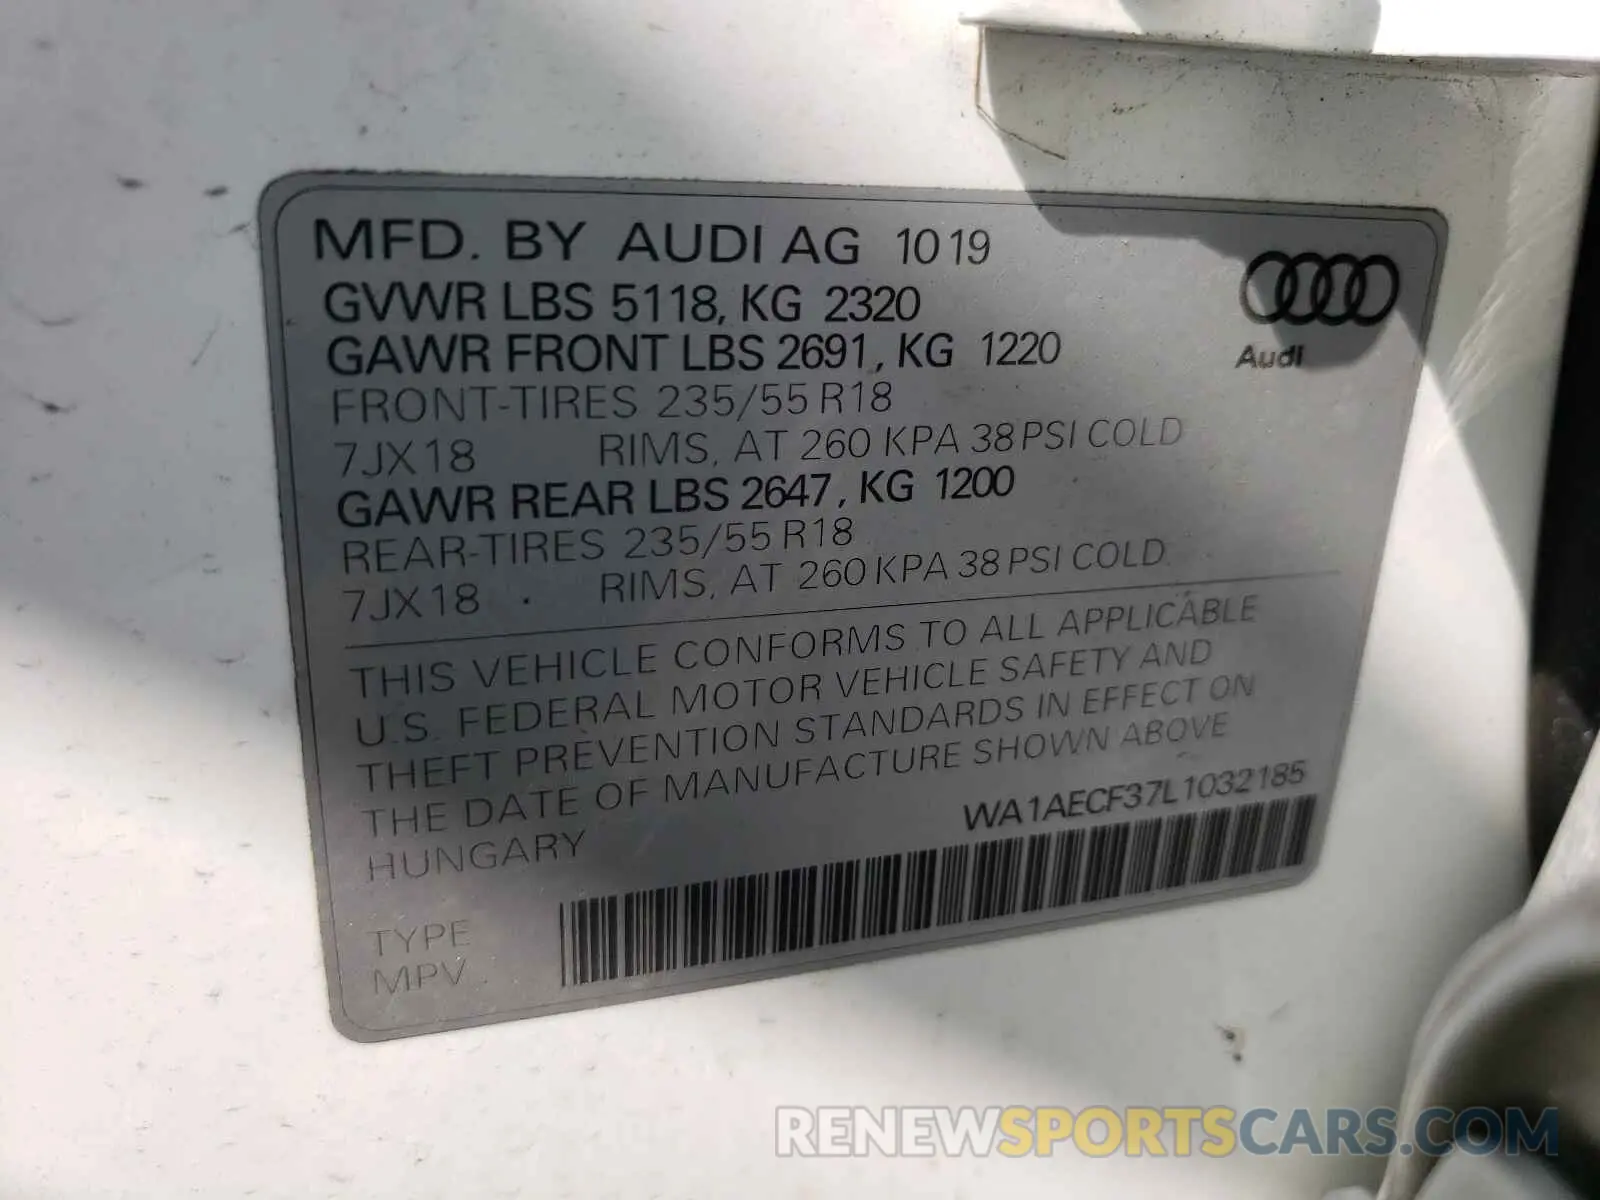 MFD. BY AUDI AG 1019
GVWR LBS 5118, KG 2320
GAWR FRONT LBS 2691, KG 1220
FRONT-TIRES 235/55 R18
7JX18 RIMS, AT 260 KPA 38 PSI COLD
GAWR REAR LBS 2647, KG 1200
REAR-TIRES 235/55 R18
7JX18 RIMS, AT 260 KPA 38 PSI COLD
Audi
THIS VEHICLE CONFORMS TO ALL APPLICABLE
U.S. FEDERAL MOTOR VEHICLE SAFETY AND
THEFT PREVENTION STANDARDS IN EFFECT ON
THE DATE OF MANUFACTURE SHOWN ABOVE
HUNGARY
WA1AECF37L1032185
TYPE
MPV
RENEWSPORTSCARS.COM